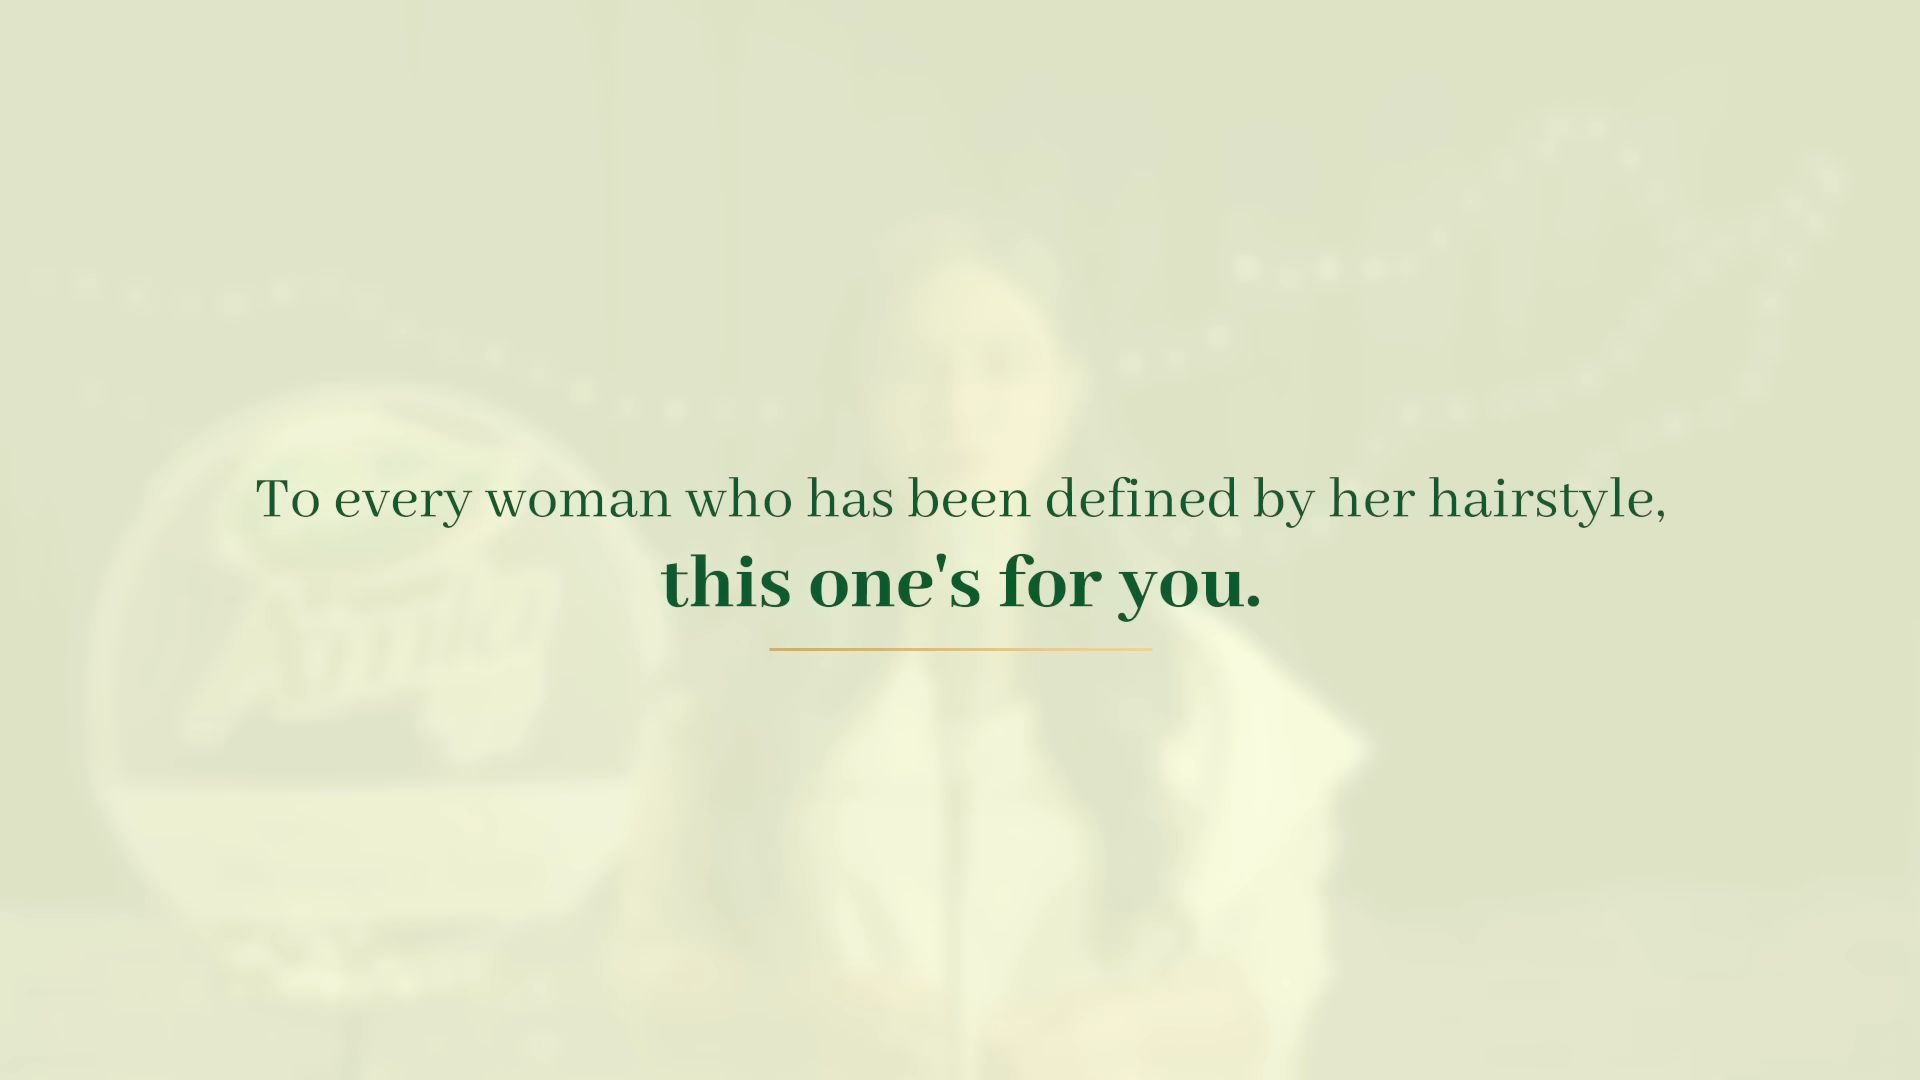 To every woman who has been defined by her hairstyle,
this one's for you.